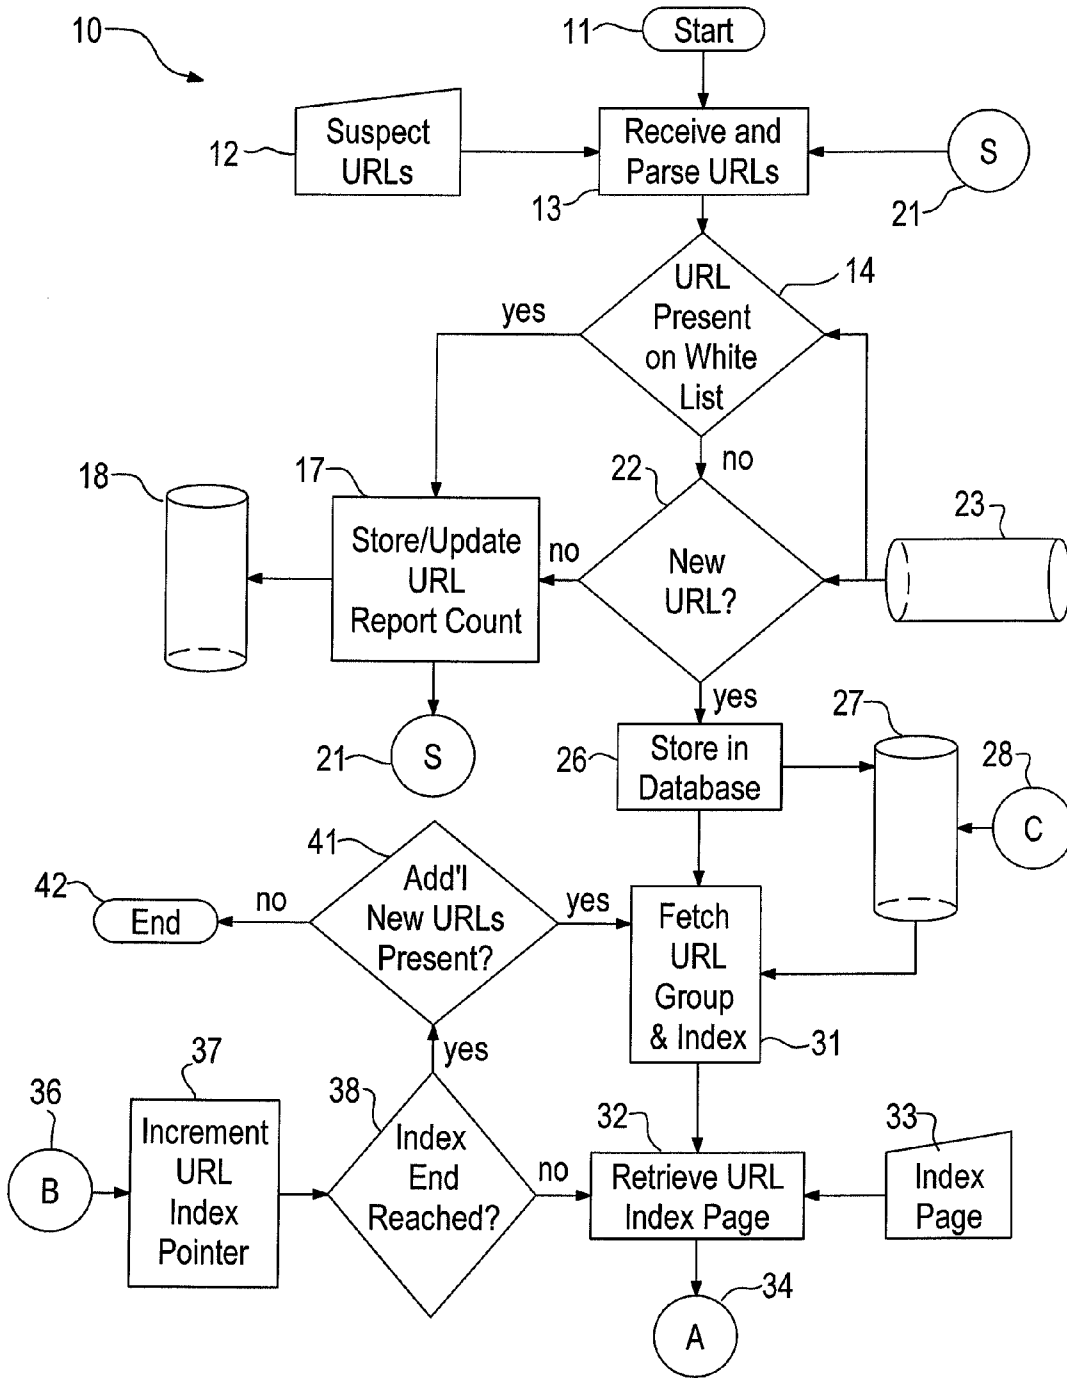 10
11
Start
12
Suspect
URLs
Receive and
Parse URLs
13
S
21
URL
Present
on White
List
14
yes
no
18
17
Store/Update
URL
Report Count
no
22
New
URL?
23
yes
21
S
26
Store in
Database
27
28
C
41
Add'l
New URLs
Present?
42
End
no
yes
Fetch
URL
Group
& Index
31
yes
36
B
37
Increment
URL
Index
Pointer
38
Index
End
Reached?
no
32
Retrieve URL
Index Page
33
Index
Page
34
A